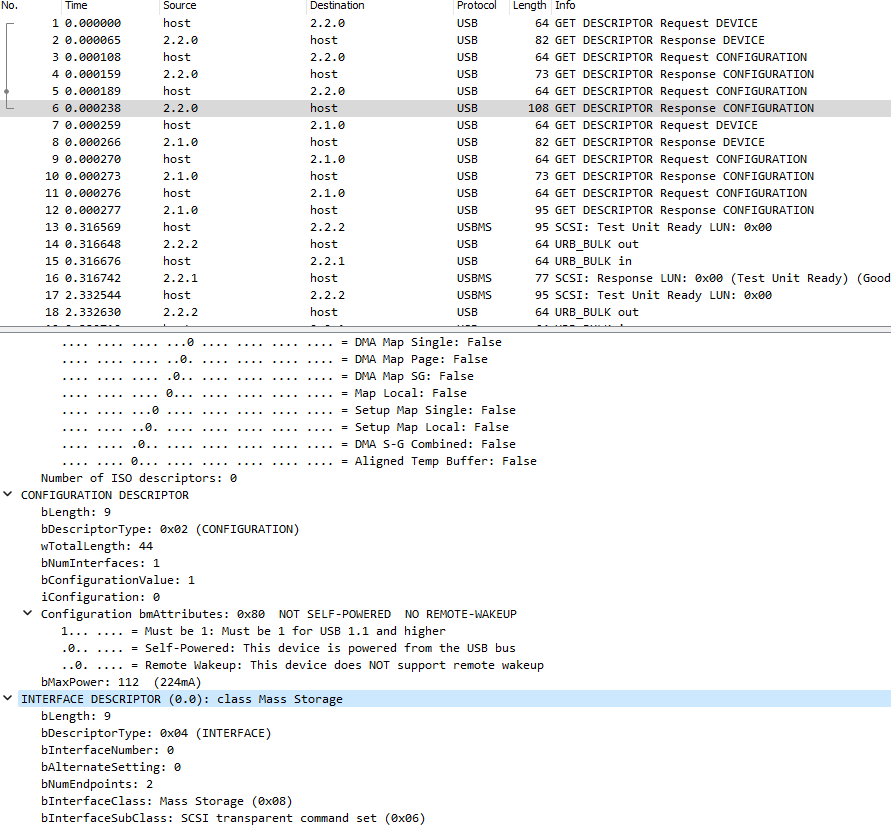 No. Time Source Destination Protocol Length Info
1 0.000000 host 2.2.0 USB 64 GET DESCRIPTOR Request DEVICE
2 0.000065 2.2.0 host USB 82 GET DESCRIPTOR Response DEVICE
3 0.000108 host 2.2.0 USB 64 GET DESCRIPTOR Request CONFIGURATION
4 0.000159 2.2.0 host USB 73 GET DESCRIPTOR Response CONFIGURATION
5 0.000189 host 2.2.0 USB 64 GET DESCRIPTOR Request CONFIGURATION
6 0.000238 2.2.0 host USB 108 GET DESCRIPTOR Response CONFIGURATION
7 0.000259 host 2.1.0 USB 64 GET DESCRIPTOR Request DEVICE
8 0.000266 2.1.0 host USB 82 GET DESCRIPTOR Response DEVICE
9 0.000270 host 2.1.0 USB 64 GET DESCRIPTOR Request CONFIGURATION
10 0.000273 2.1.0 host USB 73 GET DESCRIPTOR Response CONFIGURATION
11 0.000276 host 2.1.0 USB 64 GET DESCRIPTOR Request CONFIGURATION
12 0.000277 2.1.0 host USB 95 GET DESCRIPTOR Response CONFIGURATION
13 0.316569 host 2.2.2 USBMS 95 SCSI: Test Unit Ready LUN: 0x00
14 0.316648 2.2.2 host USB 64 URB_BULK out
15 0.316676 host 2.2.1 USB 64 URB_BULK in
16 0.316742 2.2.1 host USBMS 77 SCSI: Response LUN: 0x00 (Test Unit Ready) (Good
17 2.332544 host 2.2.2 USBMS 95 SCSI: Test Unit Ready LUN: 0x00
18 2.332630 2.2.2 host USB 64 URB_BULK out
.... .... .... ...0 .... .... .... .... = DMA Map Single: False
.... .... .... ..0. .... .... .... .... = DMA Map Page: False
.... .... .... .0.. .... .... .... .... = DMA Map SG: False
.... .... .... 0... .... .... .... .... = Map Local: False
.... .... ...0 .... .... .... .... .... = Setup Map Single: False
.... .... ..0. .... .... .... .... .... = Setup Map Local: False
.... .... .0.. .... .... .... .... .... = DMA S-G Combined: False
.... .... 0... .... .... .... .... .... = Aligned Temp Buffer: False
Number of ISO descriptors: 0
CONFIGURATION DESCRIPTOR
bLength: 9
bDescriptorType: 0x02 (CONFIGURATION)
wTotalLength: 44
bNumInterfaces: 1
bConfigurationValue: 1
iConfiguration: 0
Configuration bmAttributes: 0x80 NOT SELF-POWERED NO REMOTE-WAKEUP
1... .... = Must be 1: Must be 1 for USB 1.1 and higher
.0.. .... = Self-Powered: This device is powered from the USB bus
..0. .... = Remote Wakeup: This device does NOT support remote wakeup
bMaxPower: 112 (224mA)
INTERFACE DESCRIPTOR (0.0): class Mass Storage
bLength: 9
bDescriptorType: 0x04 (INTERFACE)
bInterfaceNumber: 0
bAlternateSetting: 0
bNumEndpoints: 2
bInterfaceClass: Mass Storage (0x08)
bInterfaceSubClass: SCSI transparent command set (0x06)